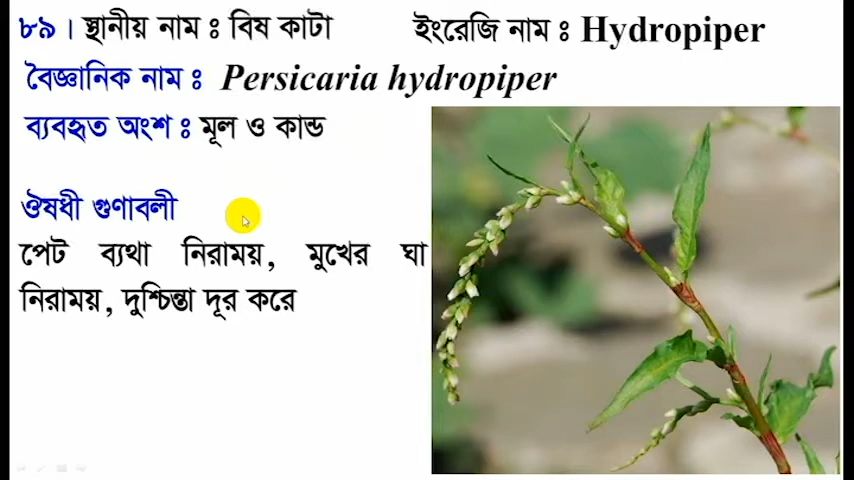 ৮৯। স্থানীয় নাম ঃ বিষ কাটা ইংরেজি নাম ঃ Hydropiper
বৈজ্ঞানিক নাম ঃ Persicaria hydropiper
ব্যবহৃত অংশ ঃ মূল ও কান্ড
ঔষধী গুণাবলী
পেট ব্যথা নিরাময়, মুখের ঘা
নিরাময়, দুশ্চিন্তা দূর করে